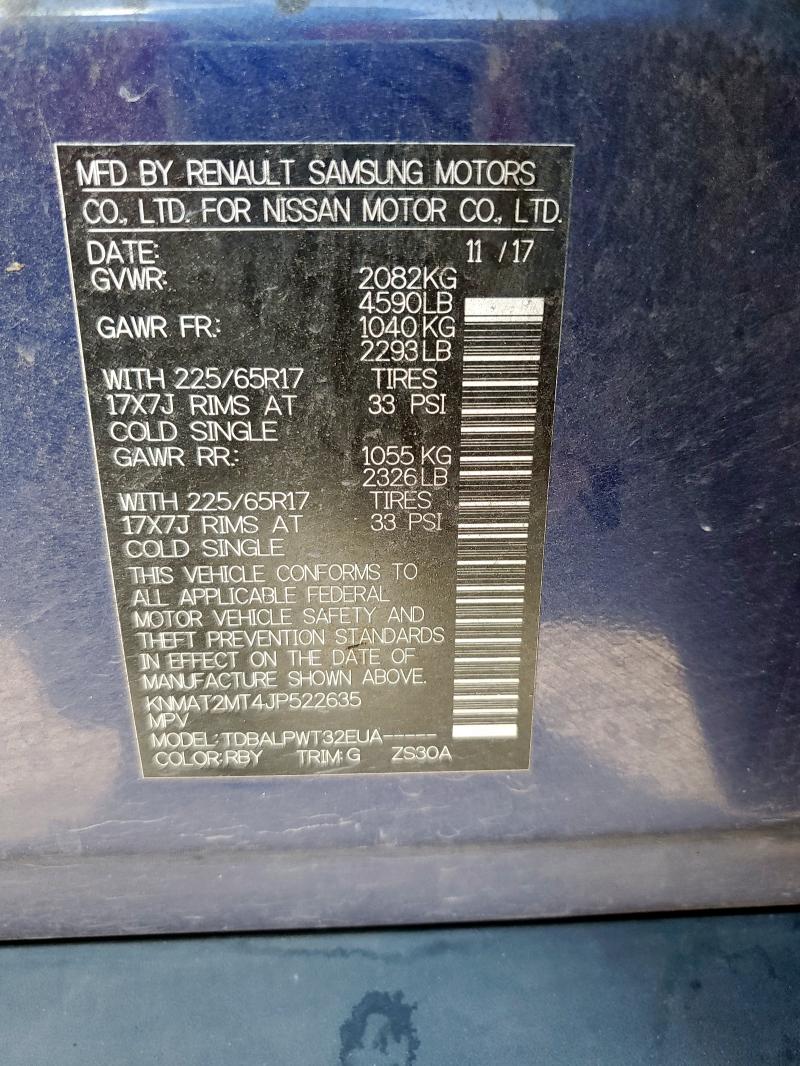 MFD BY RENAULT SAMSUNG MOTORS
CO., LTD. FOR NISSAN MOTOR CO., LTD.
DATE: 11 / 17
GVWR: 2082KG
4590LB
GAWR FR.: 1040 KG
2293 LB
WITH 225/65R17 TIRES
17X7J RIMS AT 33 PSI
COLD SINGLE
GAWR RR.: 1055 KG
2326 LB
WITH 225/65R17 TIRES
17X7J RIMS AT 33 PSI
COLD SINGLE
THIS VEHICLE CONFORMS TO
ALL APPLICABLE FEDERAL
MOTOR VEHICLE SAFETY AND
THEFT PREVENTION STANDARDS
IN EFFECT ON THE DATE OF
MANUFACTURE SHOWN ABOVE.
KNMAT2MT4JP522635
MPV
MODEL: TDBALPWT32EUA-----
COLOR: RBY TRIM: G ZS30A